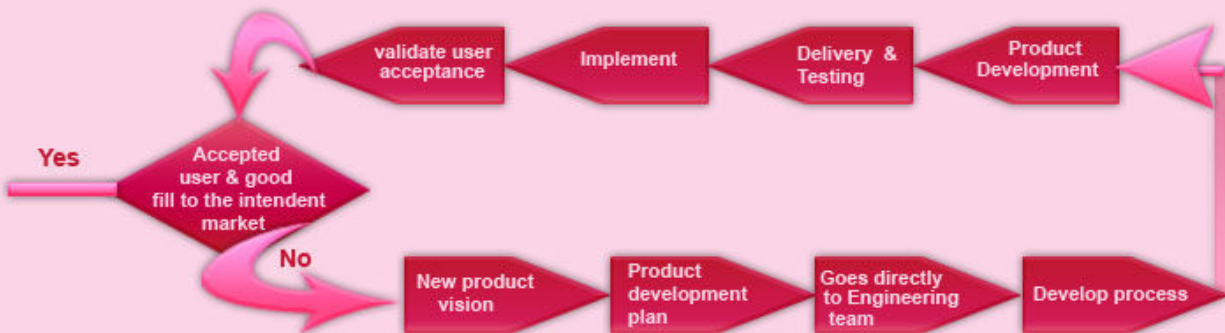 validate user
acceptance
Implement
Delivery &
Testing
Product
Development
Yes
Accepted
user & good
fill to the intendent
market
No
New product
vision
Product
development
plan
Goes directly
to Engineering
team
Develop process